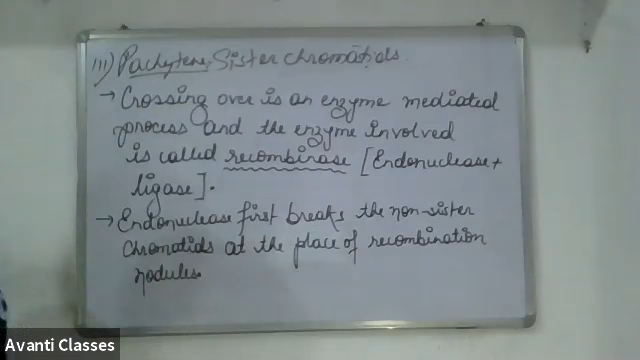 III) Pachytene, Sister chromatids
→ Crossing over is an enzyme mediated
process and the enzyme involved
is called recombinase [Endonuclease +
ligase].
→ Endonuclease first breaks the non-sister
chromatids at the place of recombination
nodules.
Avanti Classes